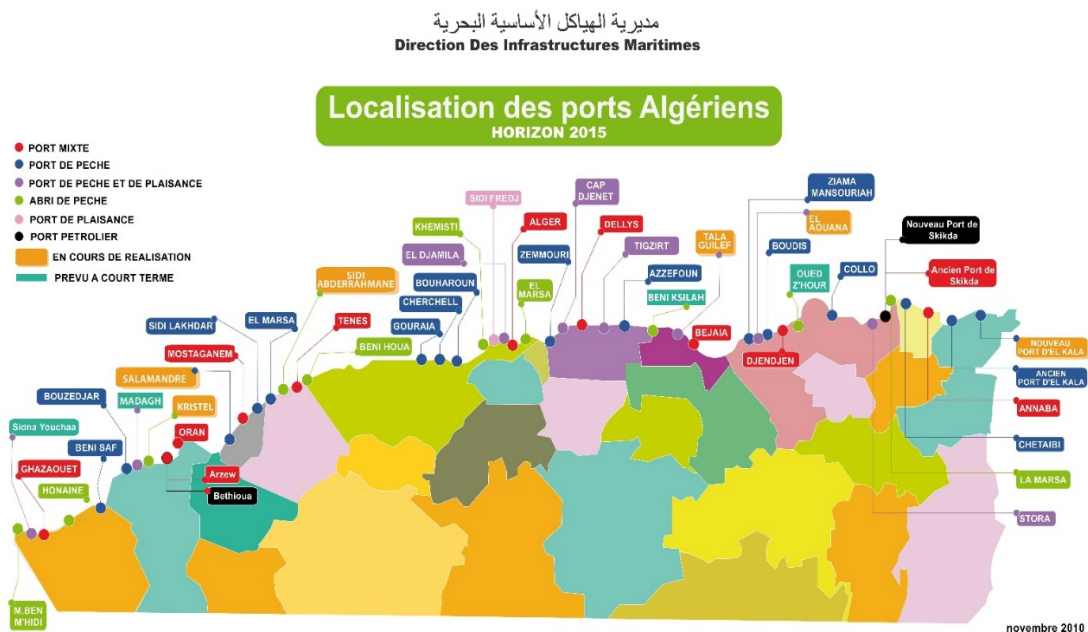 مديرية الهياكل الأساسية البحرية
Direction Des Infrastructures Maritimes
Localisation des ports Algériens
HORIZON 2015
PORT MIXTE
PORT DE PECHE
PORT DE PECHE ET DE PLAISANCE
ABRI DE PECHE
PORT DE PLAISANCE
PORT PETROLIER
EN COURS DE REALISATION
PREVU A COURT TERME
M.BEN
M'HIDI
Sidna Youchaa
GHAZAOUET
HONAINE
BENI SAF
BOUZEDJAR
MADAGH
KRISTEL
ORAN
Arzew
Bethioua
SALAMANDRE
MOSTAGANEM
SIDI LAKHDAR
EL MARSA
SIDI
ABDERRAHMANE
TENES
BENI HOUA
GOURAIA
CHERCHELL
BOUHAROUN
KHEMISTI
EL DJAMILA
SIDI FREDJ
ALGER
EL
MARSA
ZEMMOURI
CAP
DJENET
DELLYS
TIGZIRT
AZZEFOUN
BENI KSILAH
TALA
GUILEF
BEJAIA
ZIAMA
MANSOURIAH
EL
AOUANA
BOUDIS
DJENDJEN
OUED
Z'HOUR
COLLO
Nouveau Port de
Skikda
Ancien Port de
Skikda
NOUVEAU
PORT D'EL KALA
ANCIEN
PORT D'EL KALA
ANNABA
CHETAIBI
LA MARSA
STORA
novembre 2010